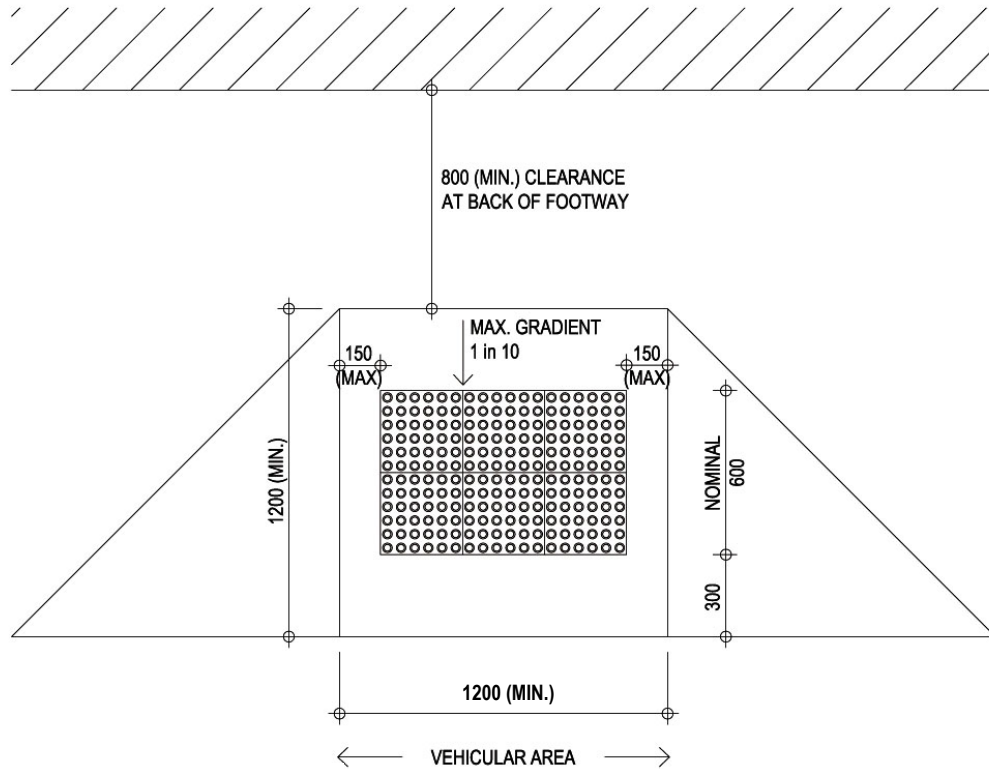 800 (MIN.) CLEARANCE
AT BACK OF FOOTWAY
MAX. GRADIENT
1 in 10
150
(MAX)
150
(MAX)
1200 (MIN.)
NOMINAL
600
300
1200 (MIN.)
VEHICULAR AREA